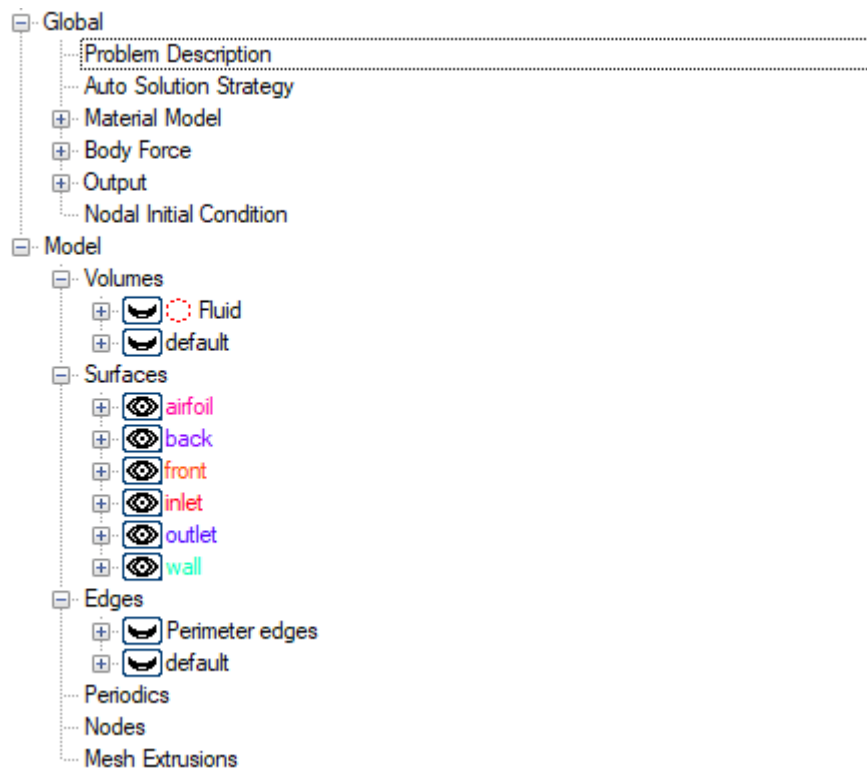 Global
Problem Description
Auto Solution Strategy
Material Model
Body Force
Output
Nodal Initial Condition
Model
Volumes
Fluid
default
Surfaces
airfoil
back
front
inlet
outlet
wall
Edges
Perimeter edges
default
Periodics
Nodes
Mesh Extrusions